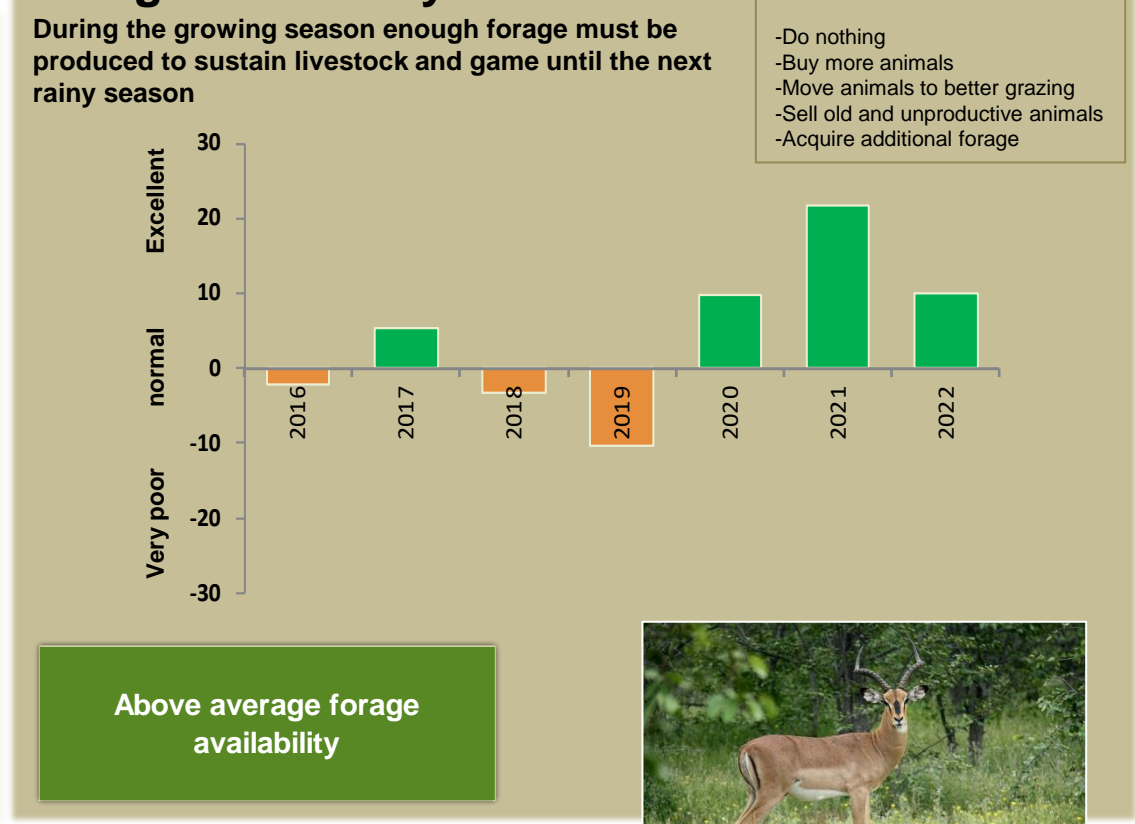 During the growing season enough forage must be
produced to sustain livestock and game until the next
rainy season
-Do nothing
-Buy more animals
-Move animals to better grazing
-Sell old and unproductive animals
-Acquire additional forage
Excellent
normal
Very poor
30
20
10
0
-10
-20
-30
2016
2017
2018
2019
2020
2021
2022
Above average forage
availability